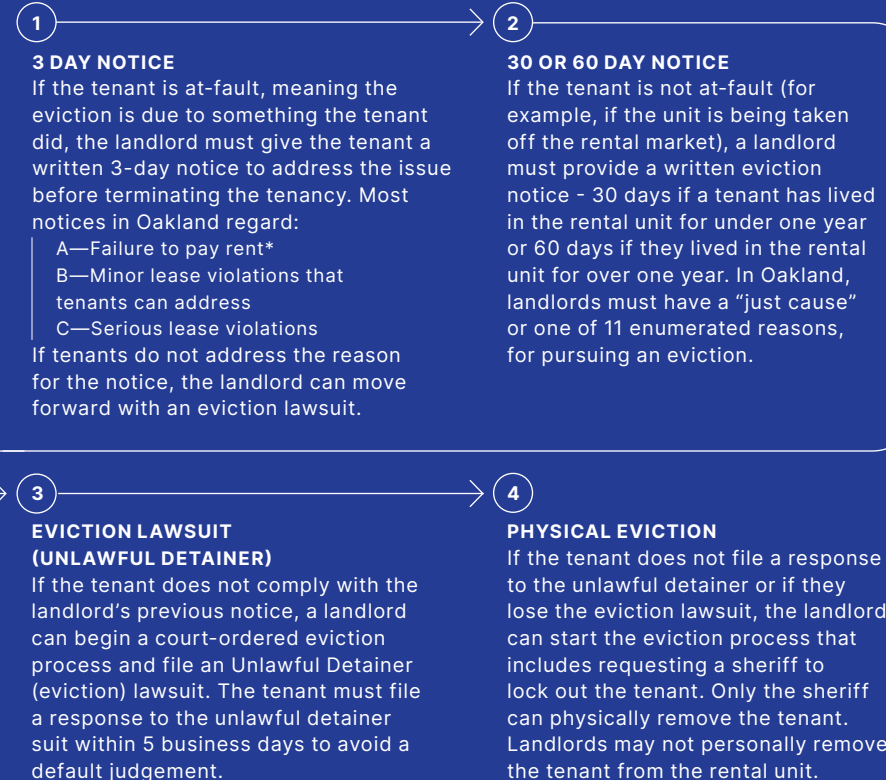 1
3 DAY NOTICE
If the tenant is at-fault, meaning the
eviction is due to something the tenant
did, the landlord must give the tenant a
written 3-day notice to address the issue
before terminating the tenancy. Most
notices in Oakland regard:
A—Failure to pay rent*
B—Minor lease violations that
tenants can address
C—Serious lease violations
If tenants do not address the reason
for the notice, the landlord can move
forward with an eviction lawsuit.
2
30 OR 60 DAY NOTICE
If the tenant is not at-fault (for
example, if the unit is being taken
off the rental market), a landlord
must provide a written eviction
notice - 30 days if a tenant has lived
in the rental unit for under one year
or 60 days if they lived in the rental
unit for over one year. In Oakland,
landlords must have a “just cause”
or one of 11 enumerated reasons,
for pursuing an eviction.
3
EVICTION LAWSUIT
(UNLAWFUL DETAINER)
If the tenant does not comply with the
landlord’s previous notice, a landlord
can begin a court-ordered eviction
process and file an Unlawful Detainer
(eviction) lawsuit. The tenant must file
a response to the unlawful detainer
suit within 5 business days to avoid a
default judgement.
4
PHYSICAL EVICTION
If the tenant does not file a response
to the unlawful detainer or if they
lose the eviction lawsuit, the landlord
can start the eviction process that
includes requesting a sheriff to
lock out the tenant. Only the sheriff
can physically remove the tenant.
Landlords may not personally remove
the tenant from the rental unit.